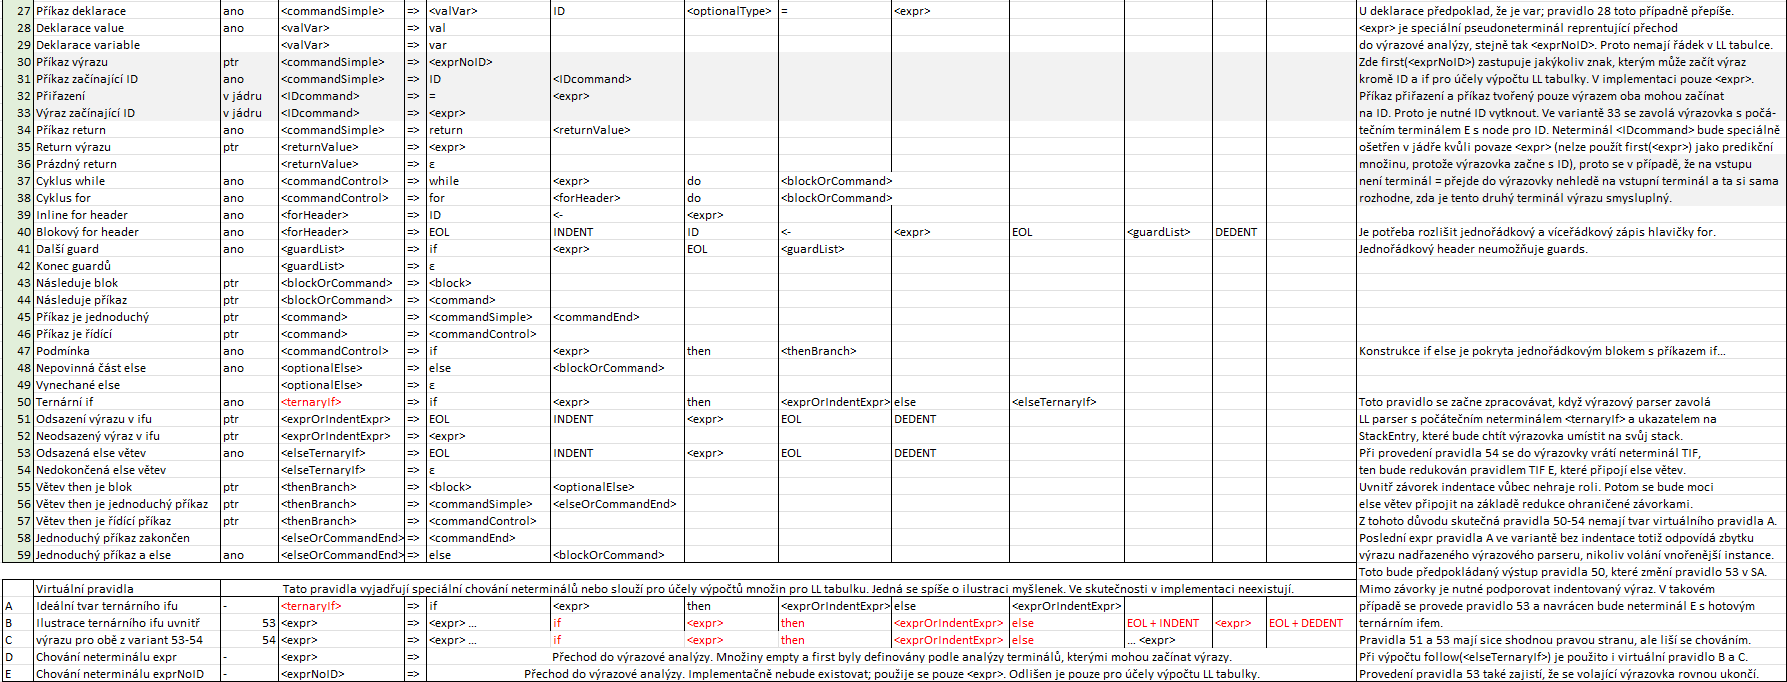 27 Příkaz deklarace ano <commandSimple> => <valVar> ID <optionalType> = <expr> U deklarace předpoklad, že je var; pravidlo 28 toto případně přepíše.
28 Deklarace value ano <valVar> => val <expr> je speciální pseudoneterminál reprentující přechod
29 Deklarace variable <valVar> => var do výrazové analýzy, stejně tak <exprNoID>. Proto nemají řádek v LL tabulce.
30 Příkaz výrazu ptr <commandSimple> => <exprNoID> Zde first(<exprNoID>) zastupuje jakýkoliv znak, kterým může začít výraz
31 Příkaz začínající ID ano <commandSimple> => ID <IDcommand> kromě ID a if pro účely výpočtu LL tabulky. V implementaci pouze <expr>.
32 Přiřazení v jádru <IDcommand> => = <expr> Příkaz přiřazení a příkaz tvořený pouze výrazem oba mohou začínat
33 Výraz začínající ID v jádru <IDcommand> => <expr> na ID. Proto je nutné ID vytknout. Ve variantě 33 se zavolá výrazovka s počá-
34 Příkaz return ano <commandSimple> => return <returnValue> tečním terminálem E s node pro ID. Neterminál <IDcommand> bude speciálně
35 Return výrazu ptr <returnValue> => <expr> ošetřen v jádře kvůli povaze <expr> (nelze použít first(<expr>) jako predikční
36 Prázdný return <returnValue> => ε množinu, protože výrazovka začne s ID), proto se v případě, že na vstupu
37 Cyklus while ano <commandControl> => while <expr> do <blockOrCommand> není terminál = přejde do výrazovky nehledě na vstupní terminál a ta si sama
38 Cyklus for ano <commandControl> => for <forHeader> do <blockOrCommand> rozhodne, zda je tento druhý terminál výrazu smysluplný.
39 Inline for header ano <forHeader> => ID <- <expr>
40 Blokový for header ano <forHeader> => EOL INDENT ID <- <expr> EOL <guardList> DEDENT Je potřeba rozlišit jednořádkový a víceřádkový zápis hlavičky for.
41 Další guard ano <guardList> => if <expr> EOL <guardList> Jednořádkový header neumožňuje guards.
42 Konec guardů <guardList> => ε
43 Následuje blok ptr <blockOrCommand> => <block>
44 Následuje příkaz ptr <blockOrCommand> => <command>
45 Příkaz je jednoduchý ptr <command> => <commandSimple> <commandEnd>
46 Příkaz je řídící ptr <command> => <commandControl>
47 Podmínka ano <commandControl> => if <expr> then <thenBranch> Konstrukce if else je pokryta jednořádkovým blokem s příkazem if...
48 Nepovinná část else ano <optionalElse> => else <blockOrCommand>
49 Vynechané else <optionalElse> => ε
50 Ternární if ano <ternaryIf> => if <expr> then <exprOrIndentExpr> else <elseTernaryIf> Toto pravidlo se začne zpracovávat, když výrazový parser zavolá
51 Odsazení výrazu v ifu ptr <exprOrIndentExpr> => EOL INDENT <expr> EOL DEDENT LL parser s počátečním neterminálem <ternaryIf> a ukazatelem na
52 Neodsazený výraz v ifu ptr <exprOrIndentExpr> => <expr> StackEntry, které bude chtít výrazovka umístit na svůj stack.
53 Odsazená else větev ano <elseTernaryIf> => EOL INDENT <expr> EOL DEDENT Při provedení pravidla 54 se do výrazovky vrátí neterminál TIF,
54 Nedokončená else větev <elseTernaryIf> => ε ten bude redukován pravidlem TIF E, které připojí else větev.
55 Větev then je blok ptr <thenBranch> => <block> <optionalElse> Uvnitř závorek indentace vůbec nehraje roli. Potom se bude moci
56 Větev then je jednoduchý příkaz ptr <thenBranch> => <commandSimple> <elseOrCommandEnd> else větev připojit na základě redukce ohraničené závorkami.
57 Větev then je řídící příkaz ptr <thenBranch> => <commandControl> Z tohoto důvodu skutečná pravidla 50-54 nemají tvar virtuálního pravidla A.
58 Jednoduchý příkaz zakončen <elseOrCommandEnd> => <commandEnd> Poslední expr pravidla A ve variantě bez indentace totiž odpovídá zbytku
59 Jednoduchý příkaz a else ano <elseOrCommandEnd> => else <blockOrCommand> výrazu nadřazeného výrazového parseru, nikoliv volání vnořenější instance.
Toto bude předpokládaný výstup pravidla 50, které změní pravidlo 53 v SA.
Virtuální pravidla Tato pravidla vyjadřují speciální chování neterminálů nebo slouží pro účely výpočtů množin pro LL tabulku. Jedná se spíše o ilustraci myšlenek. Ve skutečnosti v implementaci neexistují. Mimo závorky je nutné podporovat indentovaný výraz. V takovém
A Ideální tvar ternárního ifu - <ternaryIf> => if <expr> then <exprOrIndentExpr> else <exprOrIndentExpr> případě se provede pravidlo 53 a navrácen bude neterminál E s hotovým
B Ilustrace ternárního ifu uvnitř 53 <expr> => <expr> ... if <expr> then <exprOrIndentExpr> else EOL + INDENT <expr> EOL + DEDENT ternárním ifem.
C výrazu pro obě z variant 53-54 54 <expr> => <expr> ... if <expr> then <exprOrIndentExpr> else ... <expr> Pravidla 51 a 53 mají sice shodnou pravou stranu, ale liší se chováním.
D Chování neterminálu expr - <expr> => Přechod do výrazové analýzy. Množiny empty a first byly definovány podle analýzy terminálů, kterými mohou začínat výrazy. Při výpočtu follow(<elseTernaryIf>) je použito i virtuální pravidlo B a C.
E Chování neterminálu exprNoID - <exprNoID> => Přechod do výrazové analýzy. Implementačně nebude existovat; použije se pouze <expr>. Odlišen je pouze pro účely výpočtu LL tabulky. Provedení pravidla 53 také zajistí, že se volající výrazovka rovnou ukončí.